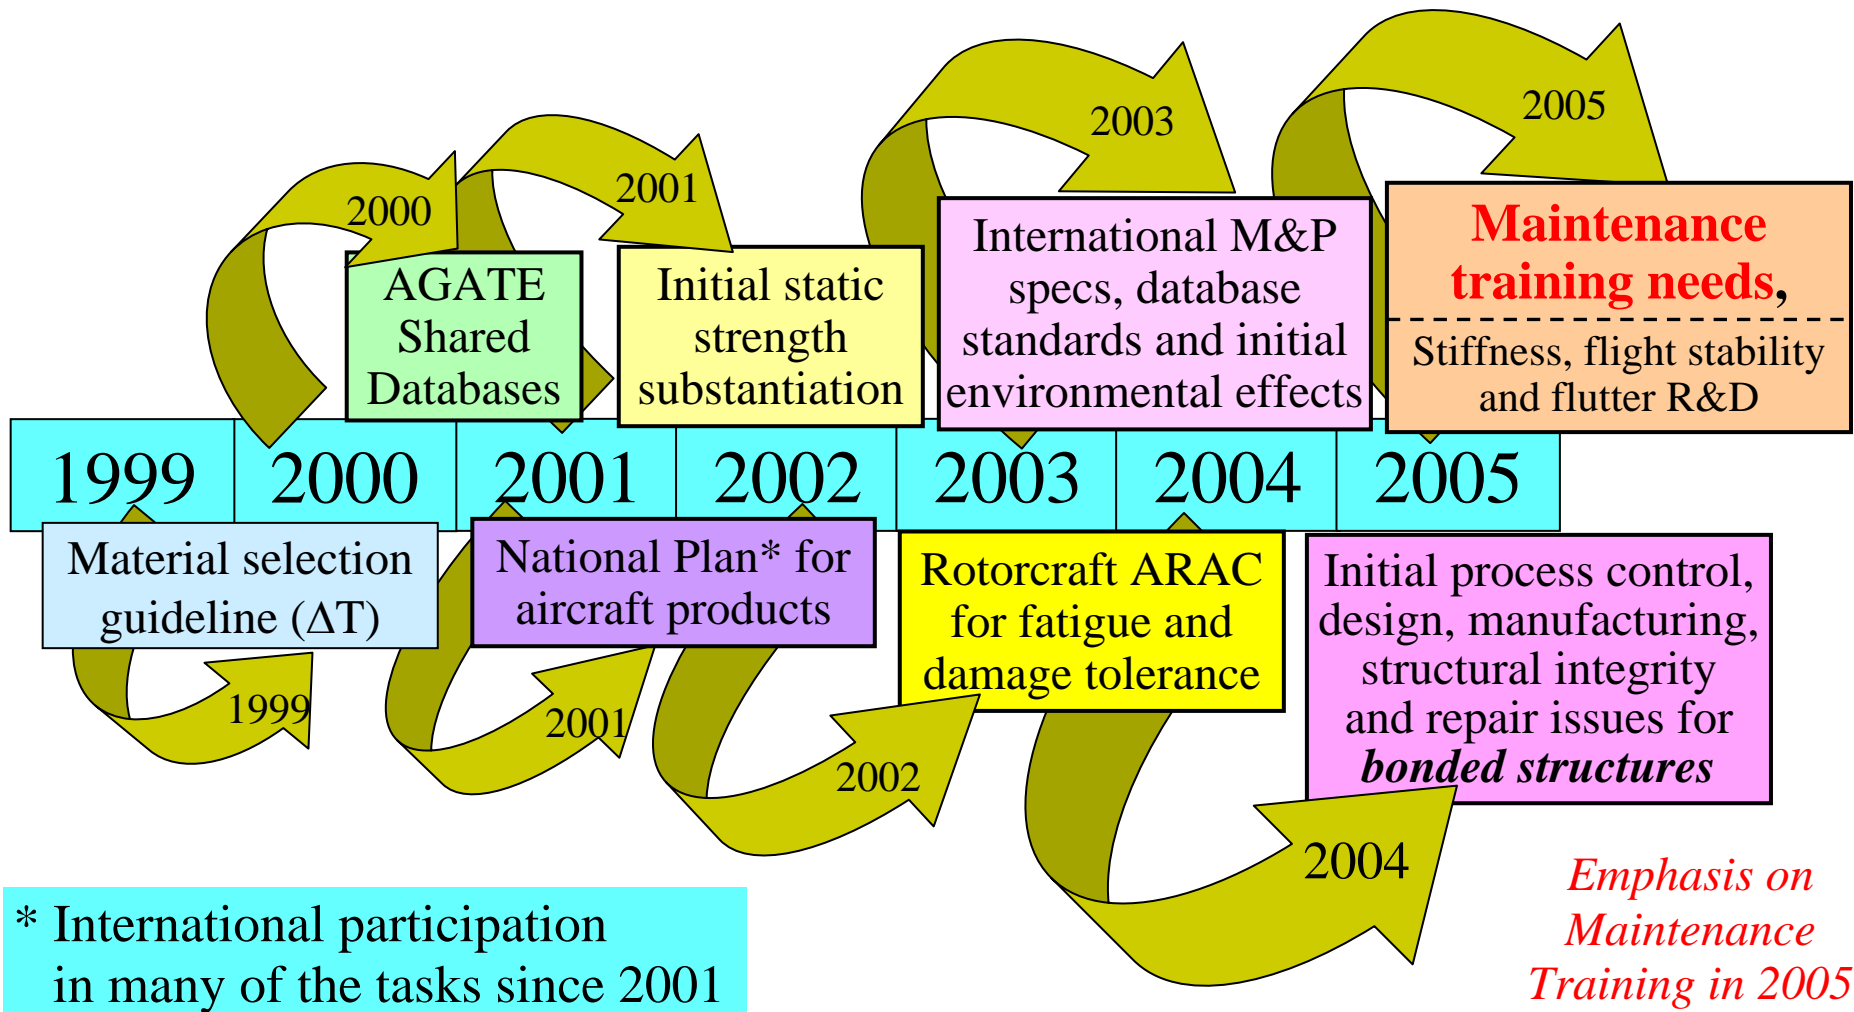 2000
2001
2003
2005
AGATE
Shared
Databases
Initial static
strength
substantiation
International M&P
specs, database
standards and initial
environmental effects
Maintenance
training needs,
Stiffness, flight stability
and flutter R&D
1999 2000 2001 2002 2003 2004 2005
Material selection
guideline (ΔT)
National Plan* for
aircraft products
Rotorcraft ARAC
for fatigue and
damage tolerance
Initial process control,
design, manufacturing,
structural integrity
and repair issues for
bonded structures
1999
2001
2002
2004
* International participation
in many of the tasks since 2001
Emphasis on
Maintenance
Training in 2005